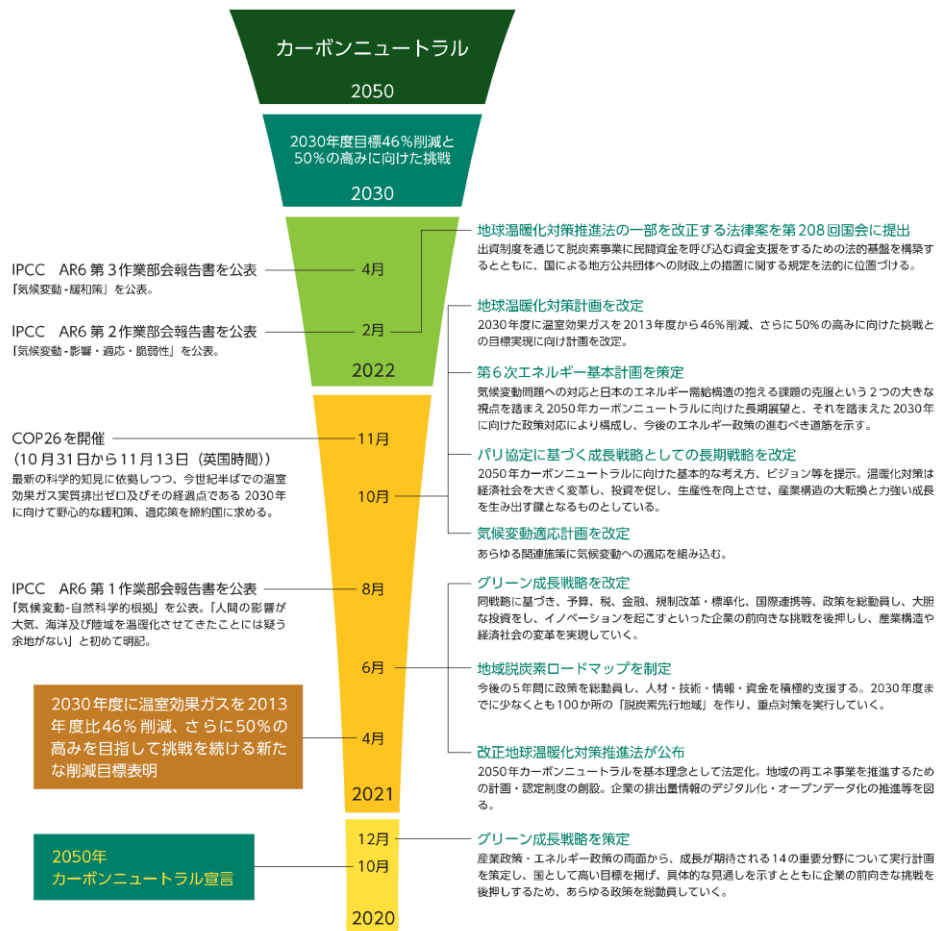 カーボンニュートラル
2050
2030年度目標46%削減と
50%の高みに向けた挑戦
2030
地球温暖化対策推進法の一部を改正する法律案を第208回国会に提出
出資制度を通じて脱炭素事業に民間資金を呼び込む資金支援をするための法的基盤を構築す
るとともに、国による地方公共団体への財政上の措置に関する規定を法的に位置づける。
IPCC AR6 第3作業部会報告書を公表
「気候変動-緩和策」を公表。
4月
IPCC AR6 第2作業部会報告書を公表
「気候変動-影響・適応・脆弱性」を公表。
2月
2022
地球温暖化対策計画を改定
2030年度に温室効果ガスを2013年度から46%削減、さらに50%の高みに向けた挑戦と
の目標実現に向け計画を改定。
第6次エネルギー基本計画を策定
気候変動問題への対応と日本のエネルギー需給構造の抱える課題の克服という2つの大きな
視点を踏まえ2050年カーボンニュートラルに向けた長期展望と、それを踏まえた2030年
に向けた政策対応により構成し、今後のエネルギー政策の進むべき道筋を示す。
COP26を開催
(10月31日から11月13日(英国時間))
最新の科学的知見に依拠しつつ、今世紀半ばでの温室
効果ガス実質排出ゼロ及びその経過点である 2030年
に向けて野心的な緩和策、適応策を締約国に求める。
11月
10月
パリ協定に基づく成長戦略としての長期戦略を改定
2050年カーボンニュートラルに向けた基本的な考え方、ビジョン等を提示。温暖化対策は
経済社会を大きく変革し、投資を促し、生産性を向上させ、産業構造の大転換と力強い成長
を生み出す鍵となるものとしている。
気候変動適応計画を改定
あらゆる関連施策に気候変動への適応を組み込む。
IPCC AR6 第1作業部会報告書を公表
「気候変動-自然科学的根拠」を公表。「人間の影響が
大気、海洋及び陸域を温暖化させてきたことには疑う
余地がない」と初めて明記。
8月
グリーン成長戦略を改定
同戦略に基づき、予算、税、金融、規制改革・標準化、国際連携等、政策を総動員し、大胆
な投資をし、イノベーションを起こすといった企業の前向きな挑戦を後押しし、産業構造や
経済社会の変革を実現していく。
6月
地域脱炭素ロードマップを制定
今後の5年間に政策を総動員し、人材・技術・情報・資金を積極的支援する。2030年度ま
でに少なくとも100か所の「脱炭素先行地域」を作り、重点対策を実行していく。
2030年度に温室効果ガスを2013
年度比46%削減、さらに50%の
高みを目指して挑戦を続ける新た
な削減目標表明
4月
2021
改正地球温暖化対策推進法が公布
2050年カーボンニュートラルを基本理念として法定化。地域の再エネ事業を推進するため
の計画・認定制度の創設。企業の排出量情報のデジタル化・オープンデータ化の推進等を図
る。
12月
グリーン成長戦略を策定
産業政策・エネルギー政策の両面から、成長が期待される14の重要分野について実行計画
を策定し、国として高い目標を掲げ、具体的な見通しを示すとともに企業の前向きな挑戦を
後押しするため、あらゆる政策を総動員していく。
2050年
カーボンニュートラル宣言
10月
2020